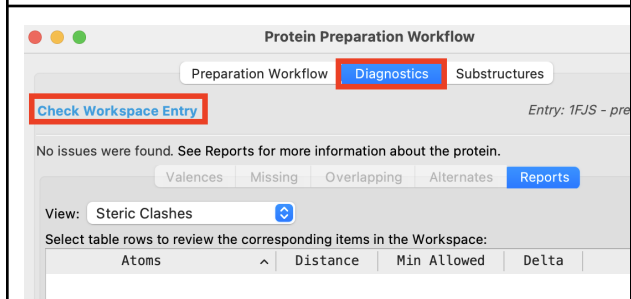 Protein Preparation Workflow
Preparation Workflow Diagnostics Substructures
Check Workspace Entry Entry: 1FJS - pre
No issues were found. See Reports for more information about the protein.
Valences Missing Overlapping Alternates Reports
View: Steric Clashes
Select table rows to review the corresponding items in the Workspace:
Atoms Distance Min Allowed Delta